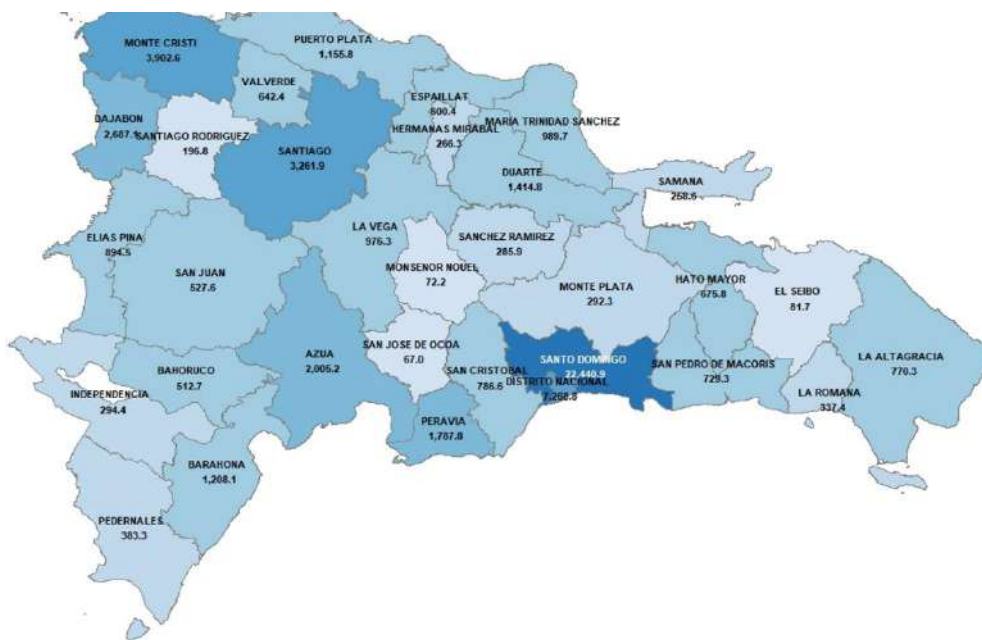 MONTE CRISTI
3,902.6
PUERTO PLATA
1,155.8
VALVERDE
642.4
ESPAILLAT
800.4
DAJABON
2,687.1
SANTIAGO RODRIGUEZ
196.8
SANTIAGO
3,261.9
HERMANAS MIRABAL
266.3
MARIA TRINIDAD SANCHEZ
989.7
DUARTE
1,414.8
SAMANA
258.6
ELIAS PINA
894.5
SAN JUAN
527.6
LA VEGA
976.3
SANCHEZ RAMIREZ
285.9
MONSENOR NOUEL
72.2
MONTE PLATA
292.3
HATO MAYOR
675.8
EL SEIBO
81.7
LA ALTAGRACIA
770.3
BAHORUCO
512.7
AZUA
2,005.2
SAN JOSE DE OCOA
67.0
SAN CRISTOBAL
786.6
SANTO DOMINGO
22,440.9
DISTRITO NACIONAL
7,268.8
SAN PEDRO DE MACORIS
729.3
LA ROMANA
337.4
INDEPENDENCIA
294.4
PERAVIA
1,787.8
BARAHONA
1,208.1
PEDERNALES
383.3